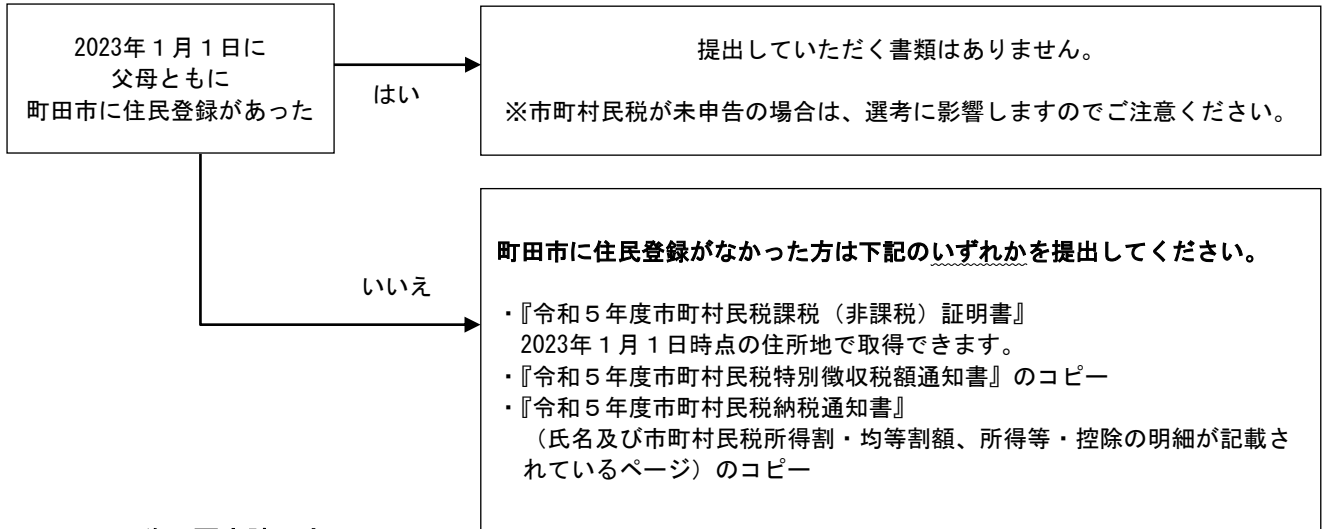 2023年１月１日に
父母ともに
町田市に住民登録があった
はい
提出していただく書類はありません。
※市町村民税が未申告の場合は、選考に影響しますのでご注意ください。
いいえ
町田市に住民登録がなかった方は下記のいずれかを提出してください。
・『令和５年度市町村民税課税（非課税）証明書』
2023年１月１日時点の住所地で取得できます。
・『令和５年度市町村民税特別徴収税額通知書』のコピー
・『令和５年度市町村民税納税通知書』
（氏名及び市町村民税所得割・均等割額、所得等・控除の明細が記載さ
れているページ）のコピー